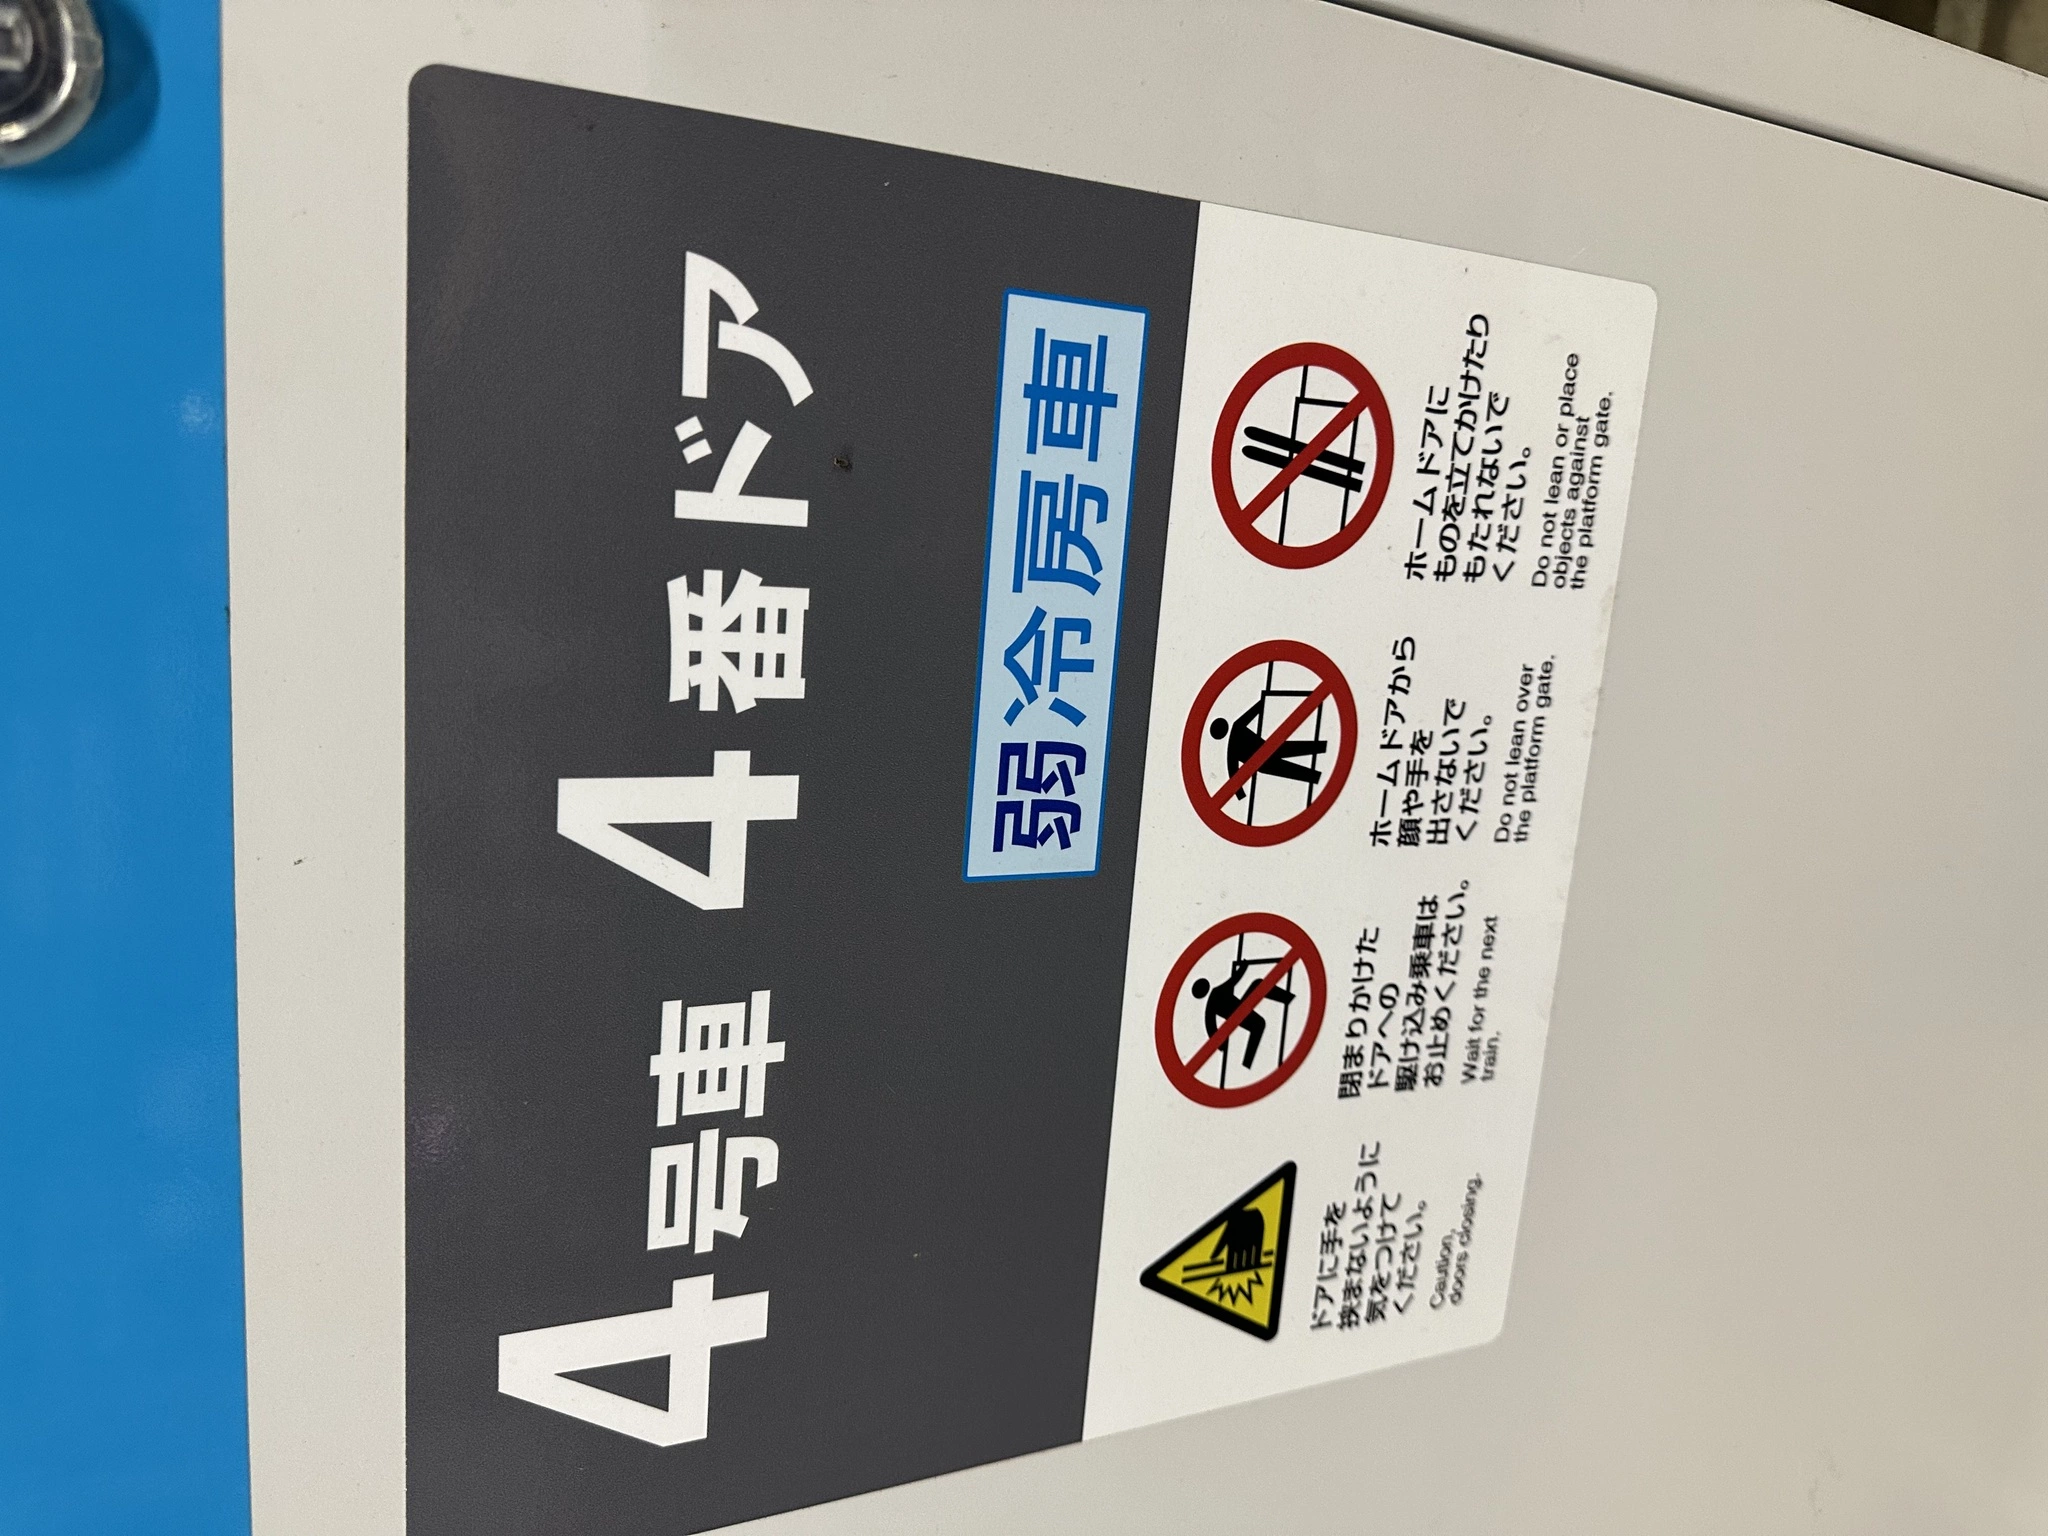 4号車 4番ドア
弱冷房車
ドアに手を
挟まないように
気をつけて
ください。
Caution,
doors closing.
閉まりかけた
ドアへの
駆け込み乗車は
お止めください。
Wait for the next
train.
ホームドアから
顔や手を
出さないで
ください。
Do not lean over
the platform gate.
ホームドアに
ものを立てかけたり
もたれないで
ください。
Do not lean or place
objects against
the platform gate.